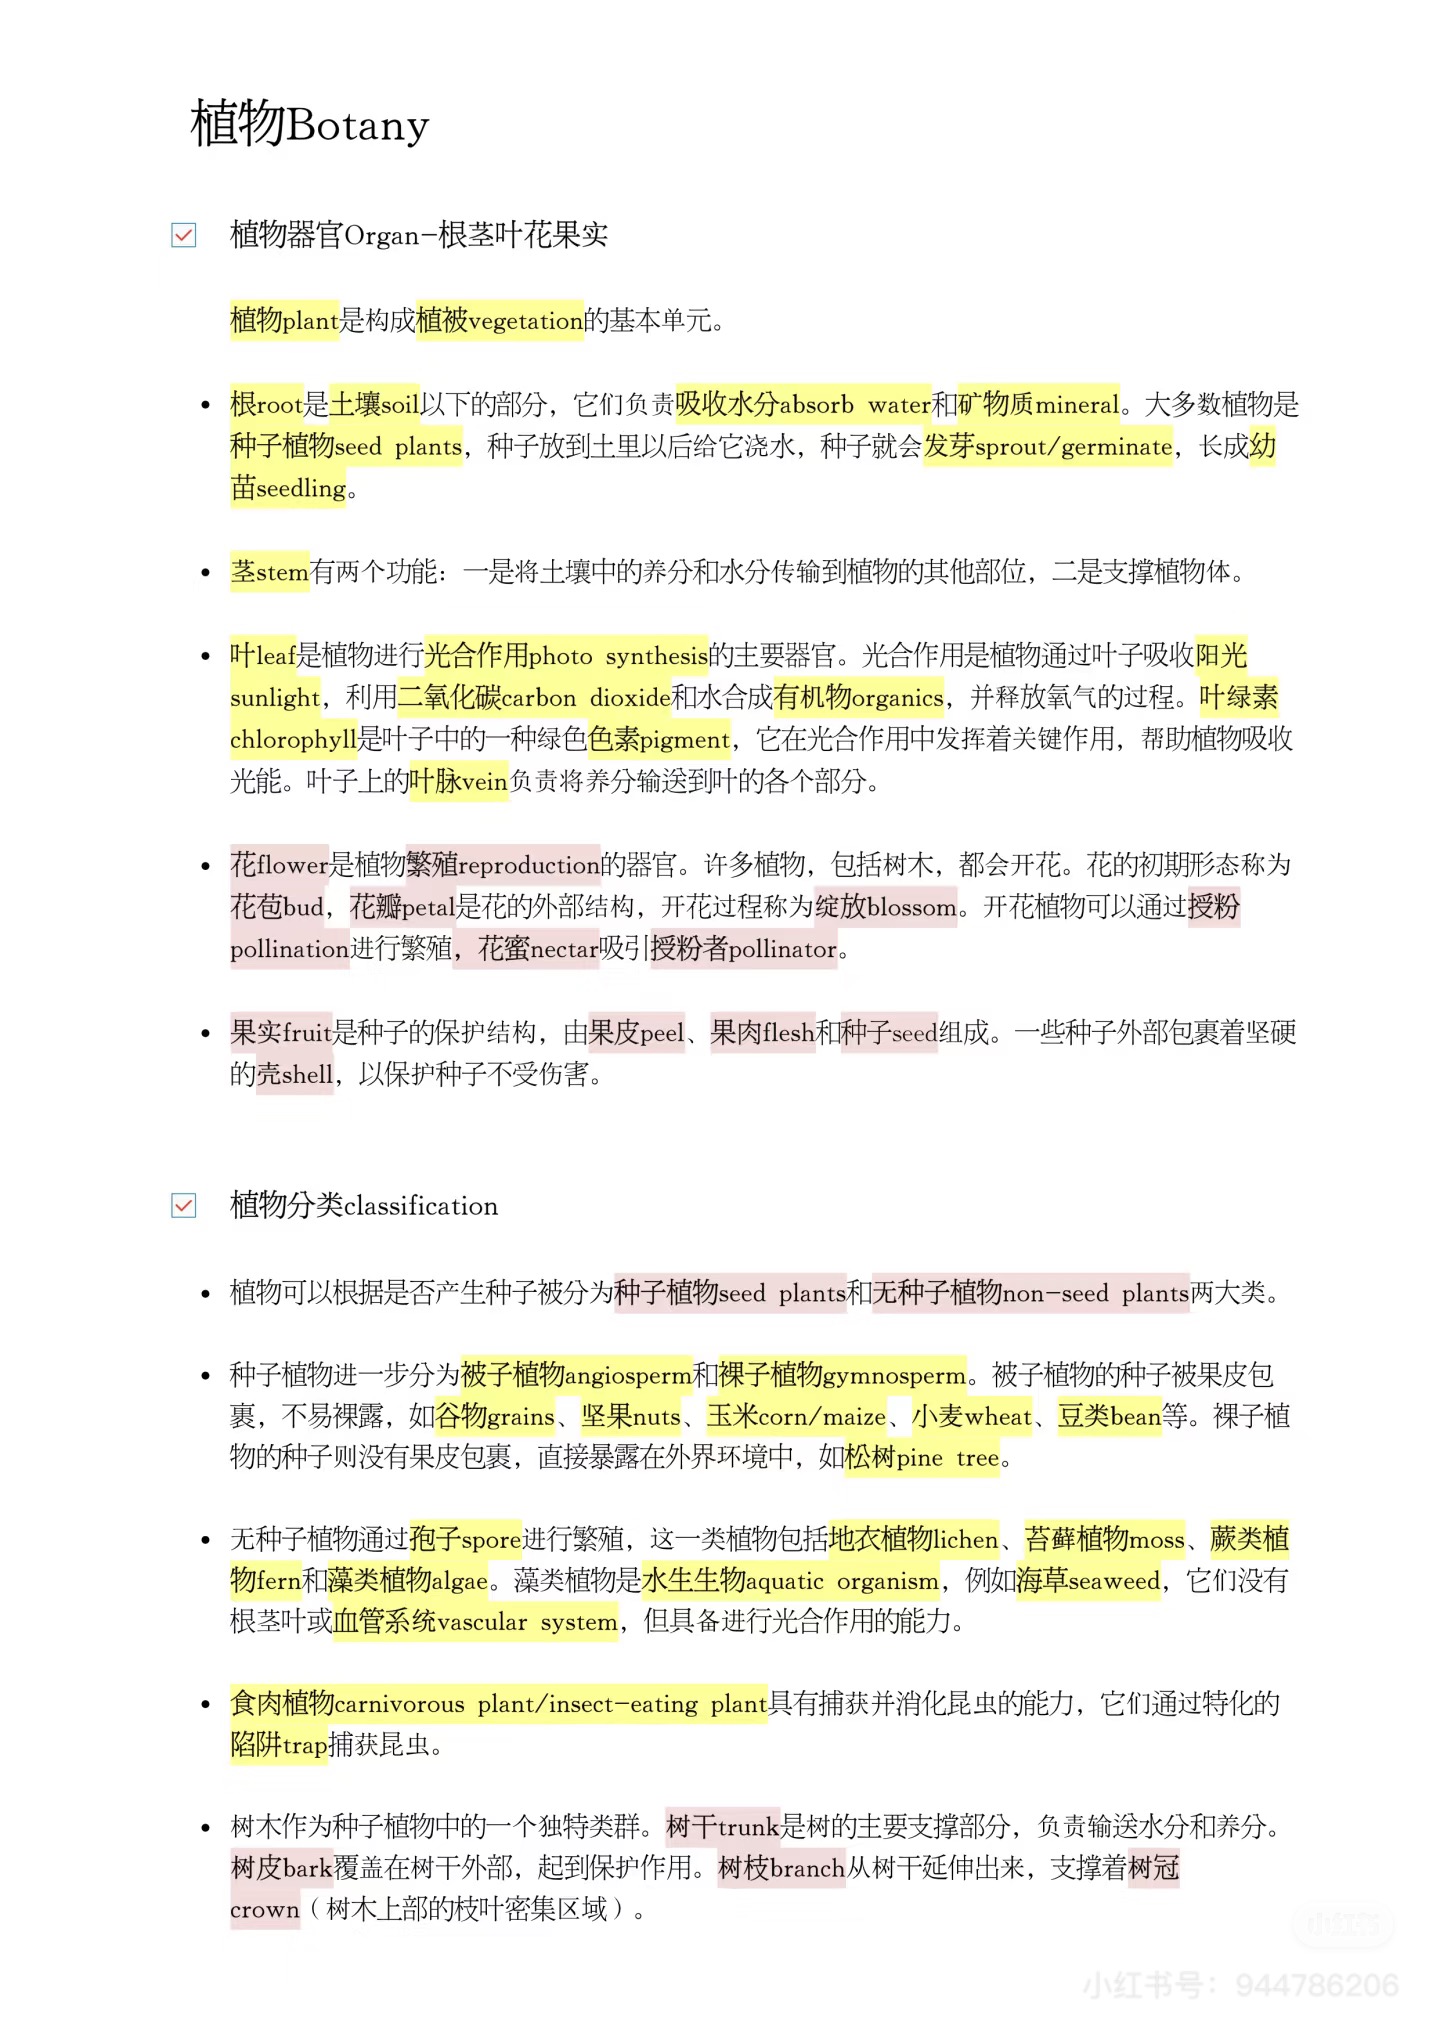 植物Botany
植物器官Organ-根茎叶花果实
植物plant是构成植被vegetation的基本单元。
• 根root是土壤soil以下的部分，它们负责吸收水分absorb water和矿物质mineral。大多数植物是
种子植物seed plants，种子放到土里以后给它浇水，种子就会发芽sprout/germinate，长成幼
苗seedling。
• 茎stem有两个功能：一是将土壤中的养分和水分传输到植物的其他部位，二是支撑植物体。
• 叶leaf是植物进行光合作用photo synthesis的主要器官。光合作用是植物通过叶子吸收阳光
sunlight，利用二氧化碳carbon dioxide和水合成有机物organics，并释放氧气的过程。叶绿素
chlorophyll是叶子中的一种绿色色素pigment，它在光合作用中发挥着关键作用，帮助植物吸收
光能。叶子上的叶脉vein负责将养分输送到叶的各个部分。
• 花flower是植物繁殖reproduction的器官。许多植物，包括树木，都会开花。花的初期形态称为
花苞bud，花瓣petal是花的外部结构，开花过程称为绽放blossom。开花植物可以通过授粉
pollination进行繁殖，花蜜nectar吸引授粉者pollinator。
• 果实fruit是种子的保护结构，由果皮peel、果肉flesh和种子seed组成。一些种子外部包裹着坚硬
的壳shell，以保护种子不受伤害。
植物分类classification
• 植物可以根据是否产生种子被分为种子植物seed plants和无种子植物non-seed plants两大类。
• 种子植物进一步分为被子植物angiosperm和裸子植物gymnosperm。被子植物的种子被果皮包
裹，不易裸露，如谷物grains、坚果nuts、玉米corn/maize、小麦wheat、豆类bean等。裸子植
物的种子则没有果皮包裹，直接暴露在外界环境中，如松树pine tree。
• 无种子植物通过孢子spore进行繁殖，这一类植物包括地衣植物lichen、苔藓植物moss、蕨类植
物fern和藻类植物algae。藻类植物是水生生物aquatic organism，例如海草seaweed，它们没有
根茎叶或血管系统vascular system，但具备进行光合作用的能力。
• 食肉植物carnivorous plant/insect-eating plant具有捕获并消化昆虫的能力，它们通过特化的
陷阱trap捕获昆虫。
• 树木作为种子植物中的一个独特类群。树干trunk是树的主要支撑部分，负责输送水分和养分。
树皮bark覆盖在树干外部，起到保护作用。树枝branch从树干延伸出来，支撑着树冠
crown（树木上部的枝叶密集区域）。
小红书
小红书号：944786206